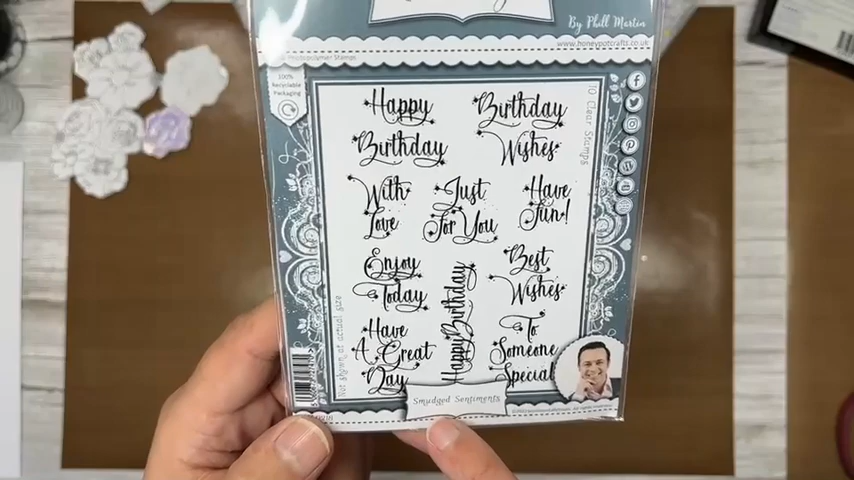 By Phill Martin
www.honeypotcrafts.com
Photopolymer Stamps
100%
Recyclable
Packaging
10 Clear Stamps
Happy
Birthday
Birthday
Wishes
With
Love
Just
For You
Have
Fun!
Enjoy
Today
Happy Birthday
Best
Wishes
Have
A Great
Day
To
Someone
Special
Not shown at actual size
Smudged Sentiments